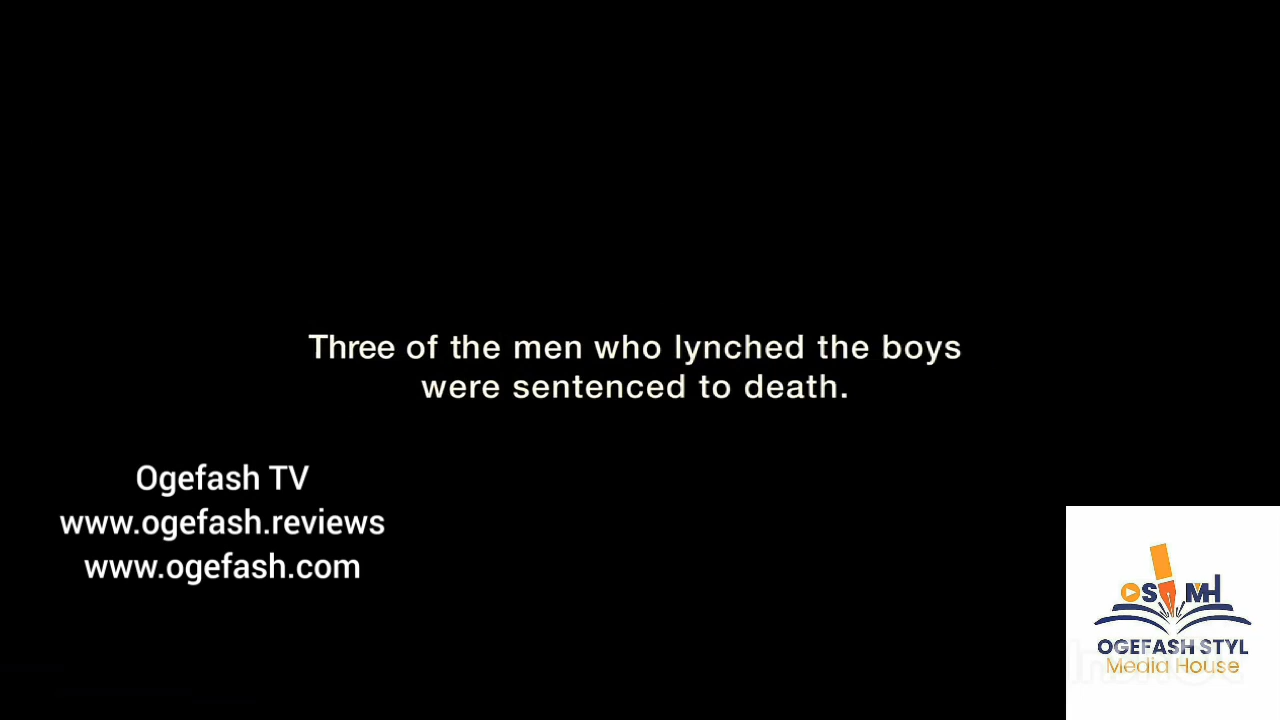 Three of the men who lynched the boys
were sentenced to death.
Ogefash TV
www.ogefash.reviews
www.ogefash.com
OS MH
OGEFASH STYL
Media House